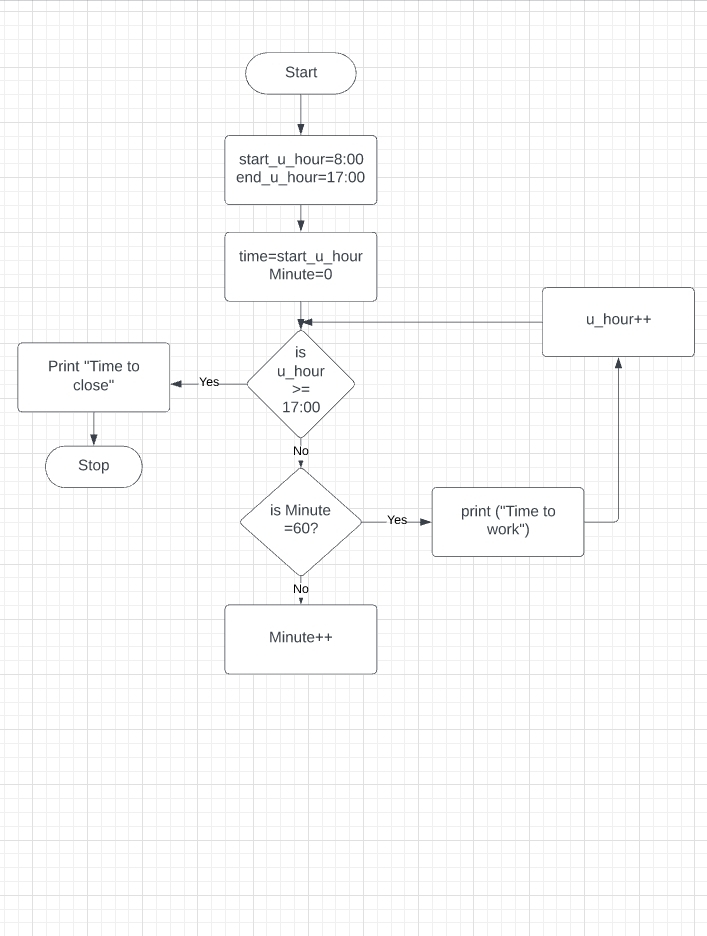 Start
start_u_hour=8:00
end_u_hour=17:00
time=start_u_hour
Minute=0
u_hour++
is
u_hour
>=
17:00
Yes
Print "Time to
close"
Stop
No
is Minute
=60?
Yes
print ("Time to
work")
No
Minute++